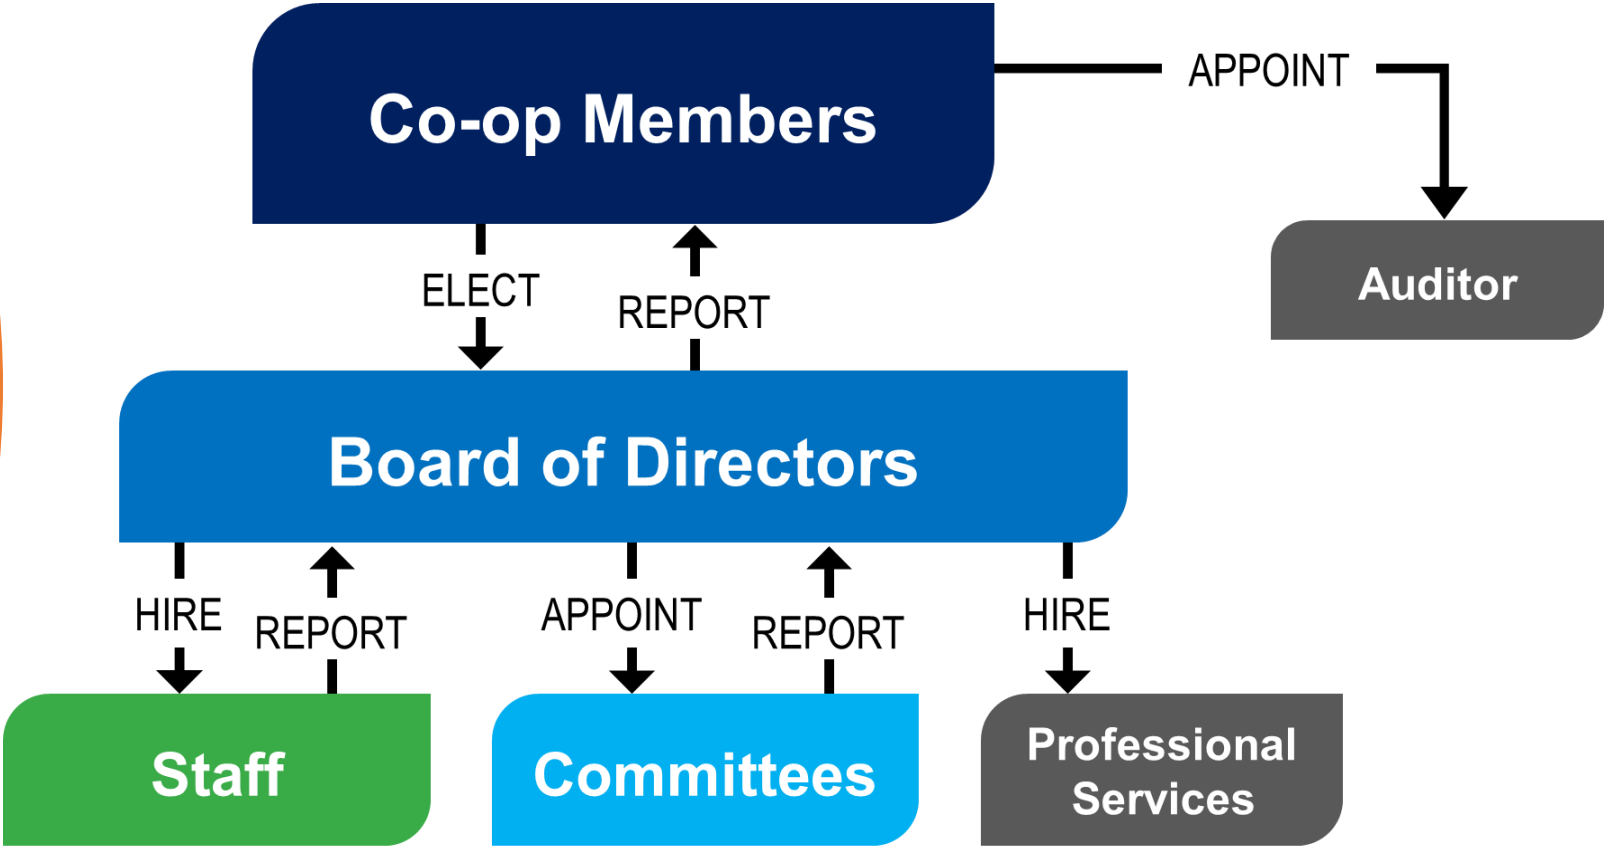 Co-op Members
APPOINT
Auditor
ELECT
REPORT
Board of Directors
HIRE
REPORT
APPOINT
REPORT
HIRE
Staff
Committees
Professional
Services